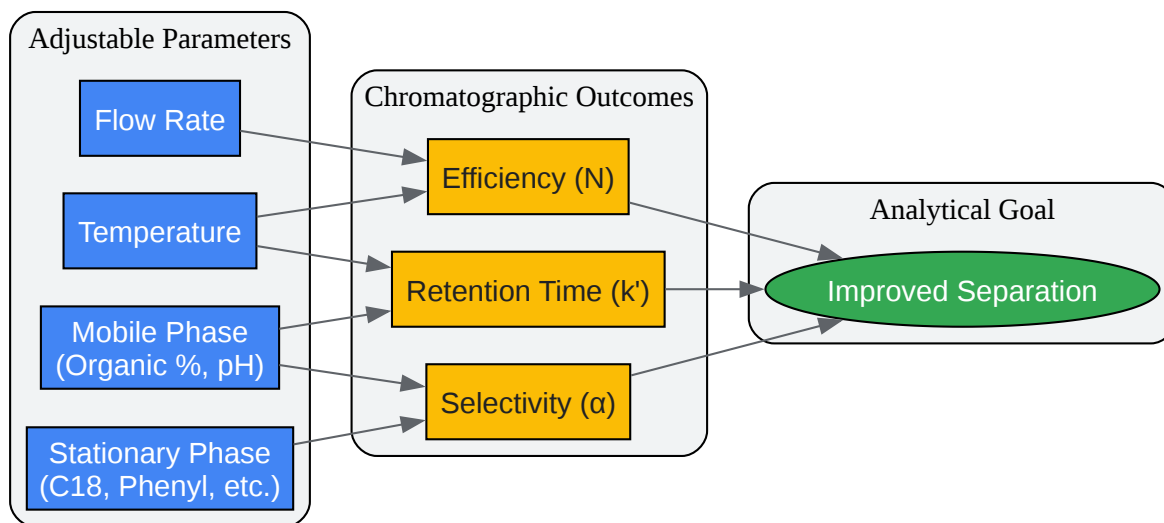 Adjustable Parameters
Flow Rate
Temperature
Mobile Phase
(Organic %, pH)
Stationary Phase
(C18, Phenyl, etc.)
Chromatographic Outcomes
Efficiency (N)
Retention Time (k')
Selectivity (α)
Analytical Goal
Improved Separation